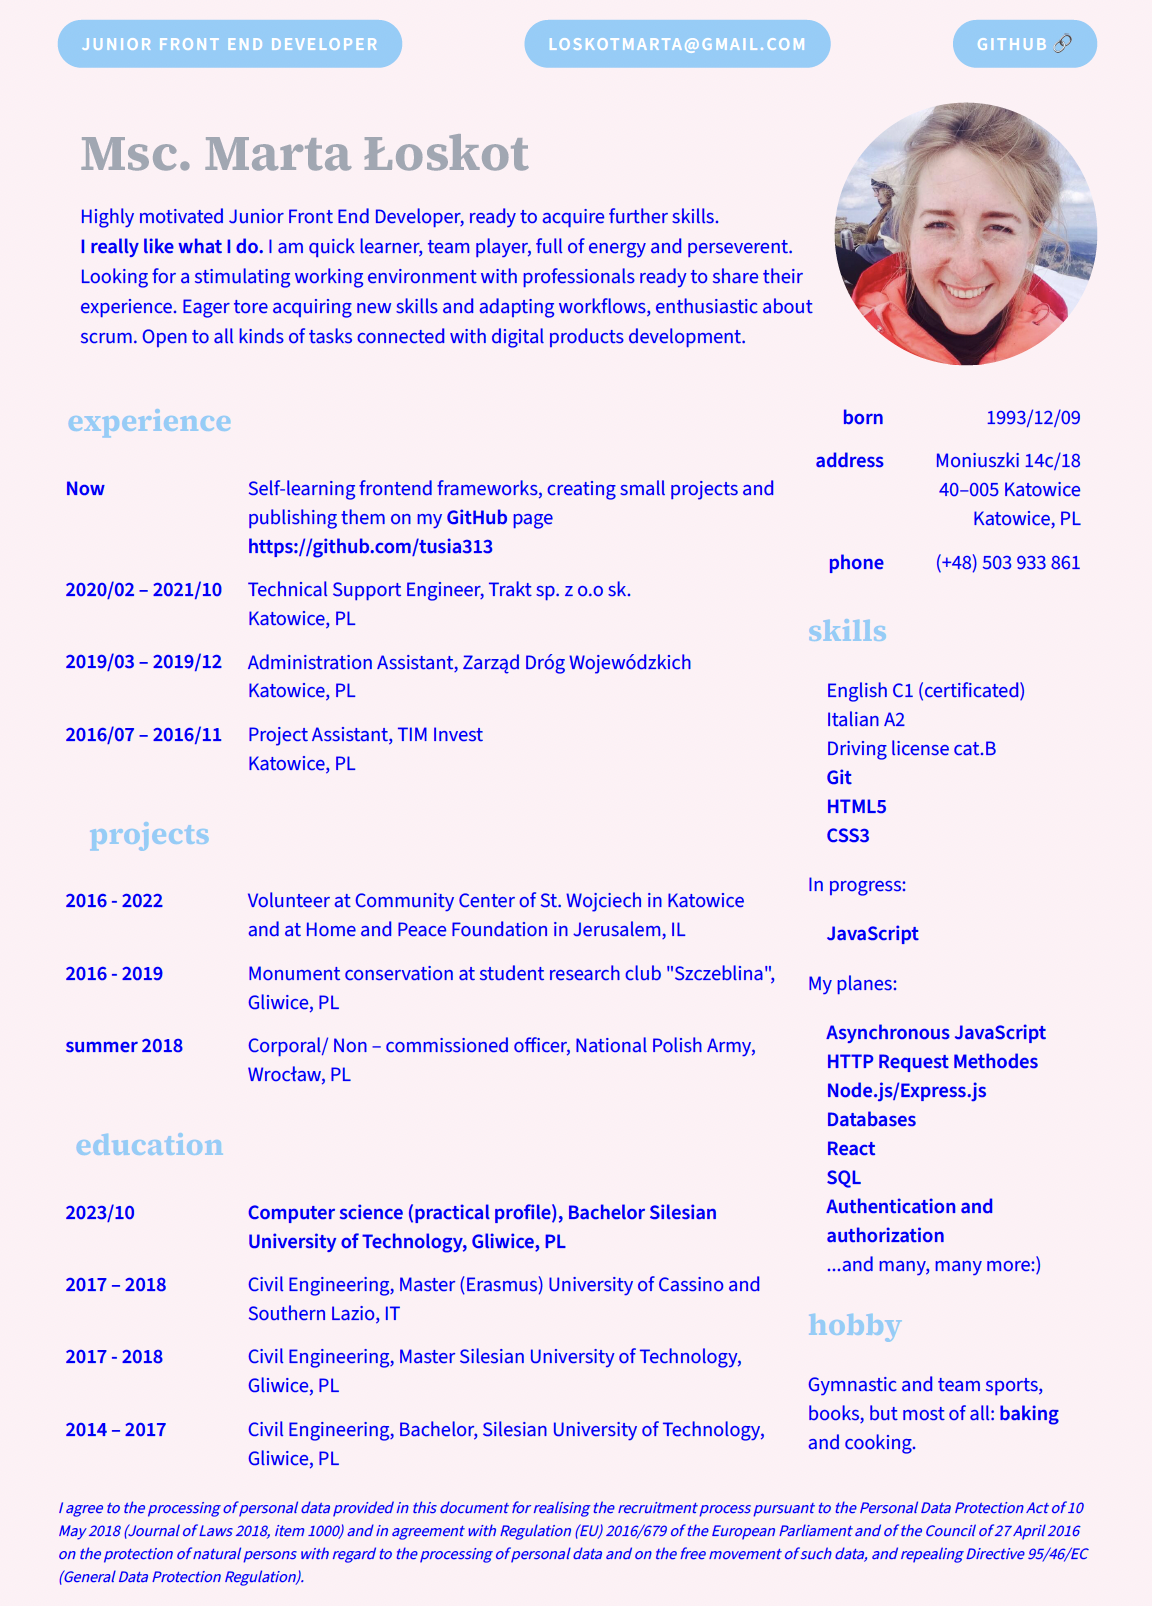 JUNIOR FRONT END DEVELOPER
LOSKOTMARTA@GMAIL.COM
GITHUB 🔗
Msc. Marta Łoskot
Highly motivated Junior Front End Developer, ready to acquire further skills.
I really like what I do. I am quick learner, team player, full of energy and perseverent.
Looking for a stimulating working environment with professionals ready to share their
experience. Eager tore acquiring new skills and adapting workflows, enthusiastic about
scrum. Open to all kinds of tasks connected with digital products development.
experience
Now
Self-learning frontend frameworks, creating small projects and
publishing them on my GitHub page
https://github.com/tusia313
2020/02 – 2021/10
Technical Support Engineer, Trakt sp. z o.o sk.
Katowice, PL
2019/03 – 2019/12
Administration Assistant, Zarząd Dróg Wojewódzkich
Katowice, PL
2016/07 – 2016/11
Project Assistant, TIM Invest
Katowice, PL
projects
2016 - 2022
Volunteer at Community Center of St. Wojciech in Katowice
and at Home and Peace Foundation in Jerusalem, IL
2016 - 2019
Monument conservation at student research club "Szczeblina",
Gliwice, PL
summer 2018
Corporal/ Non – commissioned officer, National Polish Army,
Wrocław, PL
education
2023/10
Computer science (practical profile), Bachelor Silesian
University of Technology, Gliwice, PL
2017 – 2018
Civil Engineering, Master (Erasmus) University of Cassino and
Southern Lazio, IT
2017 - 2018
Civil Engineering, Master Silesian University of Technology,
Gliwice, PL
2014 – 2017
Civil Engineering, Bachelor, Silesian University of Technology,
Gliwice, PL
born
1993/12/09
address
Moniuszki 14c/18
40–005 Katowice
Katowice, PL
phone
(+48) 503 933 861
skills
English C1 (certificated)
Italian A2
Driving license cat.B
Git
HTML5
CSS3
In progress:
JavaScript
My planes:
Asynchronous JavaScript
HTTP Request Methodes
Node.js/Express.js
Databases
React
SQL
Authentication and
authorization
...and many, many more:)
hobby
Gymnastic and team sports,
books, but most of all: baking
and cooking.
I agree to the processing of personal data provided in this document for realising the recruitment process pursuant to the Personal Data Protection Act of 10
May 2018 (Journal of Laws 2018, item 1000) and in agreement with Regulation (EU) 2016/679 of the European Parliament and of the Council of 27 April 2016
on the protection of natural persons with regard to the processing of personal data and on the free movement of such data, and repealing Directive 95/46/EC
(General Data Protection Regulation).